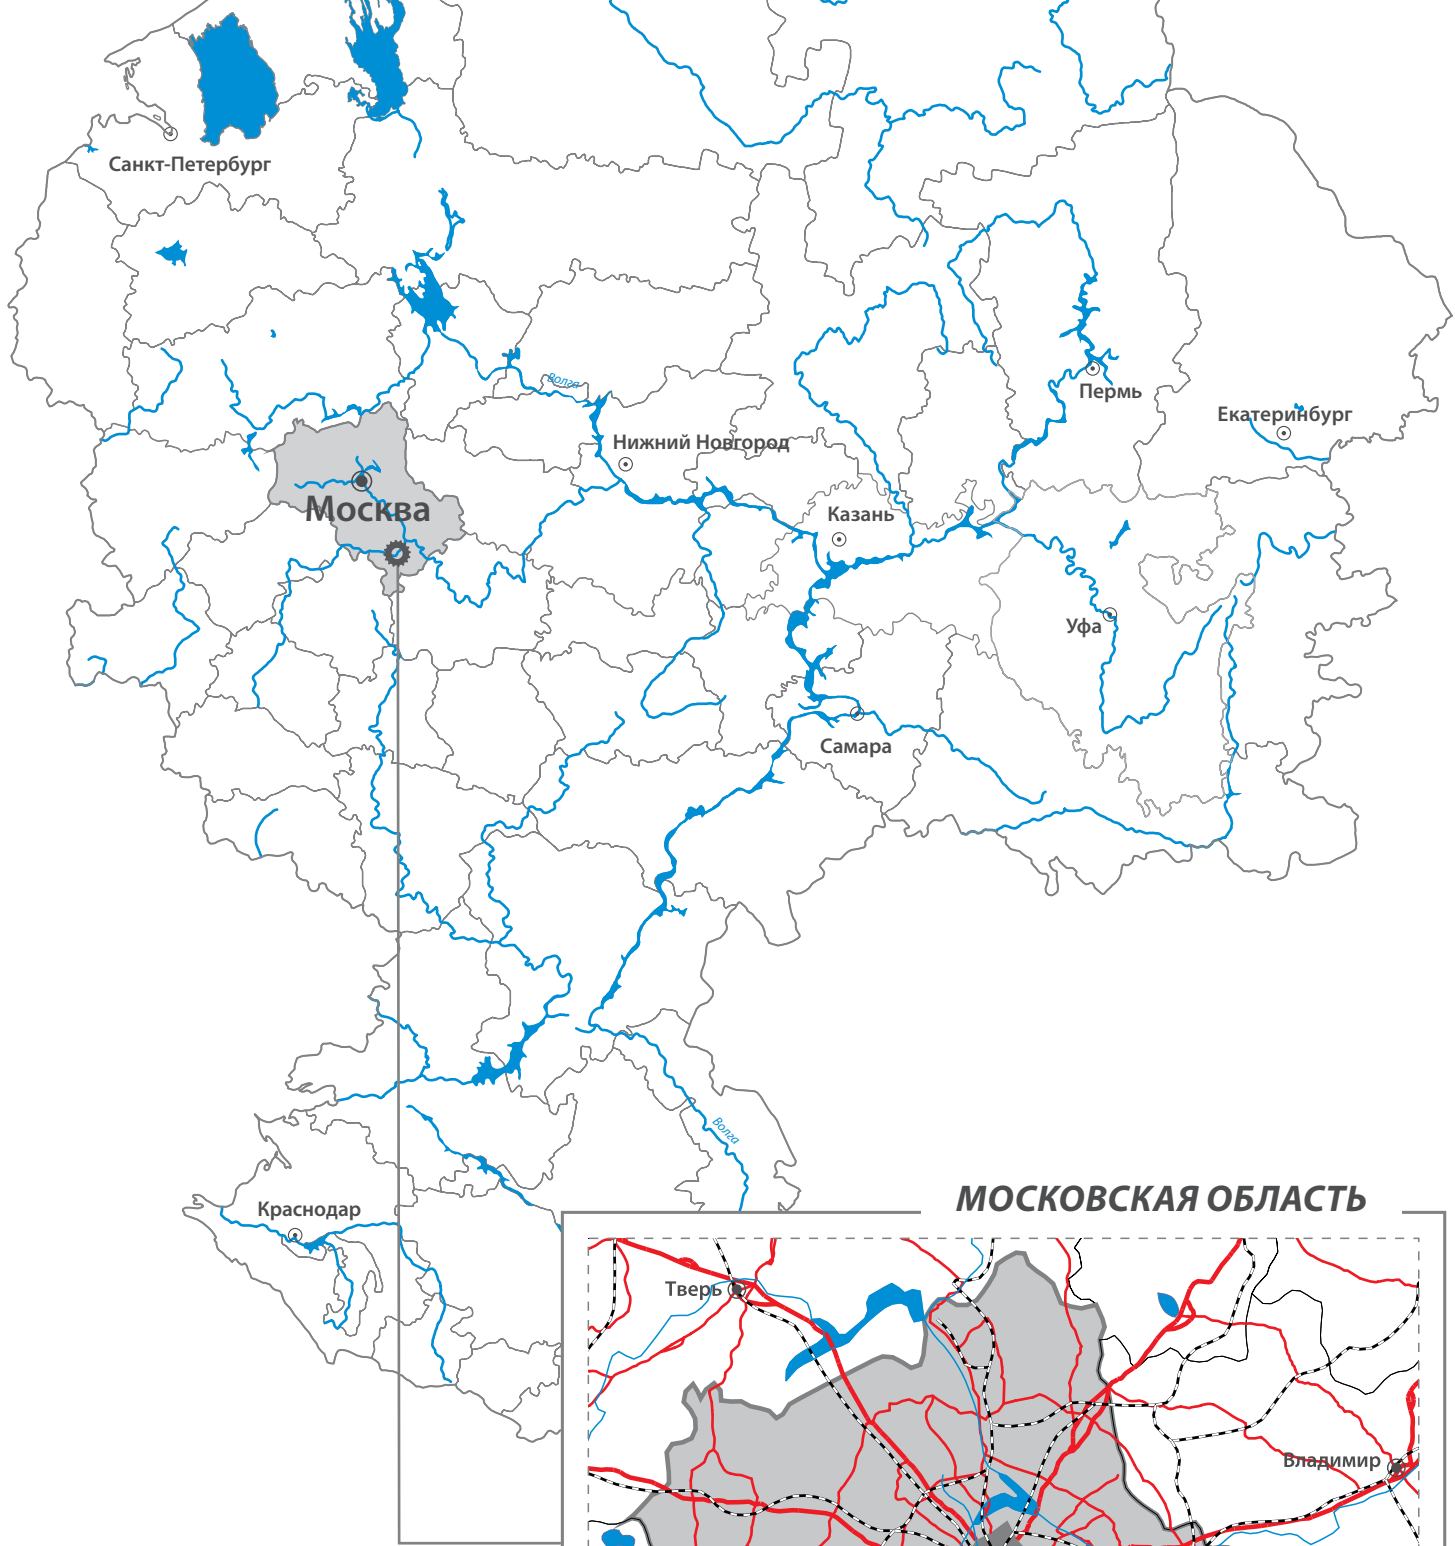 Санкт-Петербург
Волга
Пермь
Екатеринбург
Нижний Новгород
Москва
Казань
Уфа
Самара
Волга
МОСКОВСКАЯ ОБЛАСТЬ
Краснодар
Тверь
Владимир